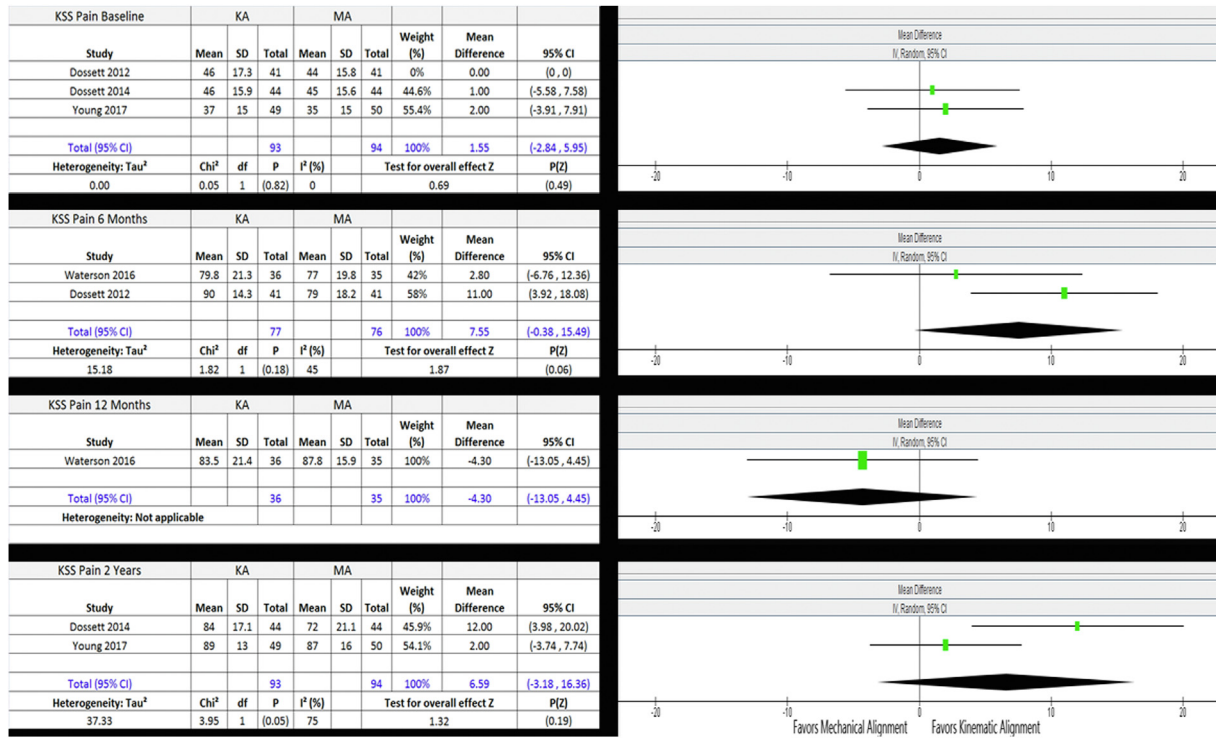 KSS Pain Baseline KA MA
Study Mean SD Total Mean SD Total Weight (%) Mean Difference 95% CI
Dossett 2012 46 17.3 41 44 15.8 41 0% 0.00 (0 , 0)
Dossett 2014 46 15.9 44 45 15.6 44 44.6% 1.00 (-5.58 , 7.58)
Young 2017 37 15 49 35 15 50 55.4% 2.00 (-3.91 , 7.91)
Total (95% CI) 93 94 100% 1.55 (-2.84 , 5.95)
Heterogeneity: Tau² Chi² df P I² (%) Test for overall effect Z P(Z)
0.00 0.05 1 (0.82) 0 0.69 (0.49)
Mean Difference
IV, Random, 95% CI
-20 -10 0 10 20
KSS Pain 6 Months KA MA
Study Mean SD Total Mean SD Total Weight (%) Mean Difference 95% CI
Waterson 2016 79.8 21.3 36 77 19.8 35 42% 2.80 (-6.76 , 12.36)
Dossett 2012 90 14.3 41 79 18.2 41 58% 11.00 (3.92 , 18.08)
Total (95% CI) 77 76 100% 7.55 (-0.38 , 15.49)
Heterogeneity: Tau² Chi² df P I² (%) Test for overall effect Z P(Z)
15.18 1.82 1 (0.18) 45 1.87 (0.06)
Mean Difference
IV, Random, 95% CI
-20 -10 0 10 20
KSS Pain 12 Months KA MA
Study Mean SD Total Mean SD Total Weight (%) Mean Difference 95% CI
Waterson 2016 83.5 21.4 36 87.8 15.9 35 100% -4.30 (-13.05 , 4.45)
Total (95% CI) 36 35 100% -4.30 (-13.05 , 4.45)
Heterogeneity: Not applicable
Mean Difference
IV, Random, 95% CI
-20 -10 0 10 20
KSS Pain 2 Years KA MA
Study Mean SD Total Mean SD Total Weight (%) Mean Difference 95% CI
Dossett 2014 84 17.1 44 72 21.1 44 45.9% 12.00 (3.98 , 20.02)
Young 2017 89 13 49 87 16 50 54.1% 2.00 (-3.74 , 7.74)
Total (95% CI) 93 94 100% 6.59 (-3.18 , 16.36)
Heterogeneity: Tau² Chi² df P I² (%) Test for overall effect Z P(Z)
37.33 3.95 1 (0.05) 75 1.32 (0.19)
Mean Difference
IV, Random, 95% CI
-20 -10 0 10 20
Favors Mechanical Alignment Favors Kinematic Alignment